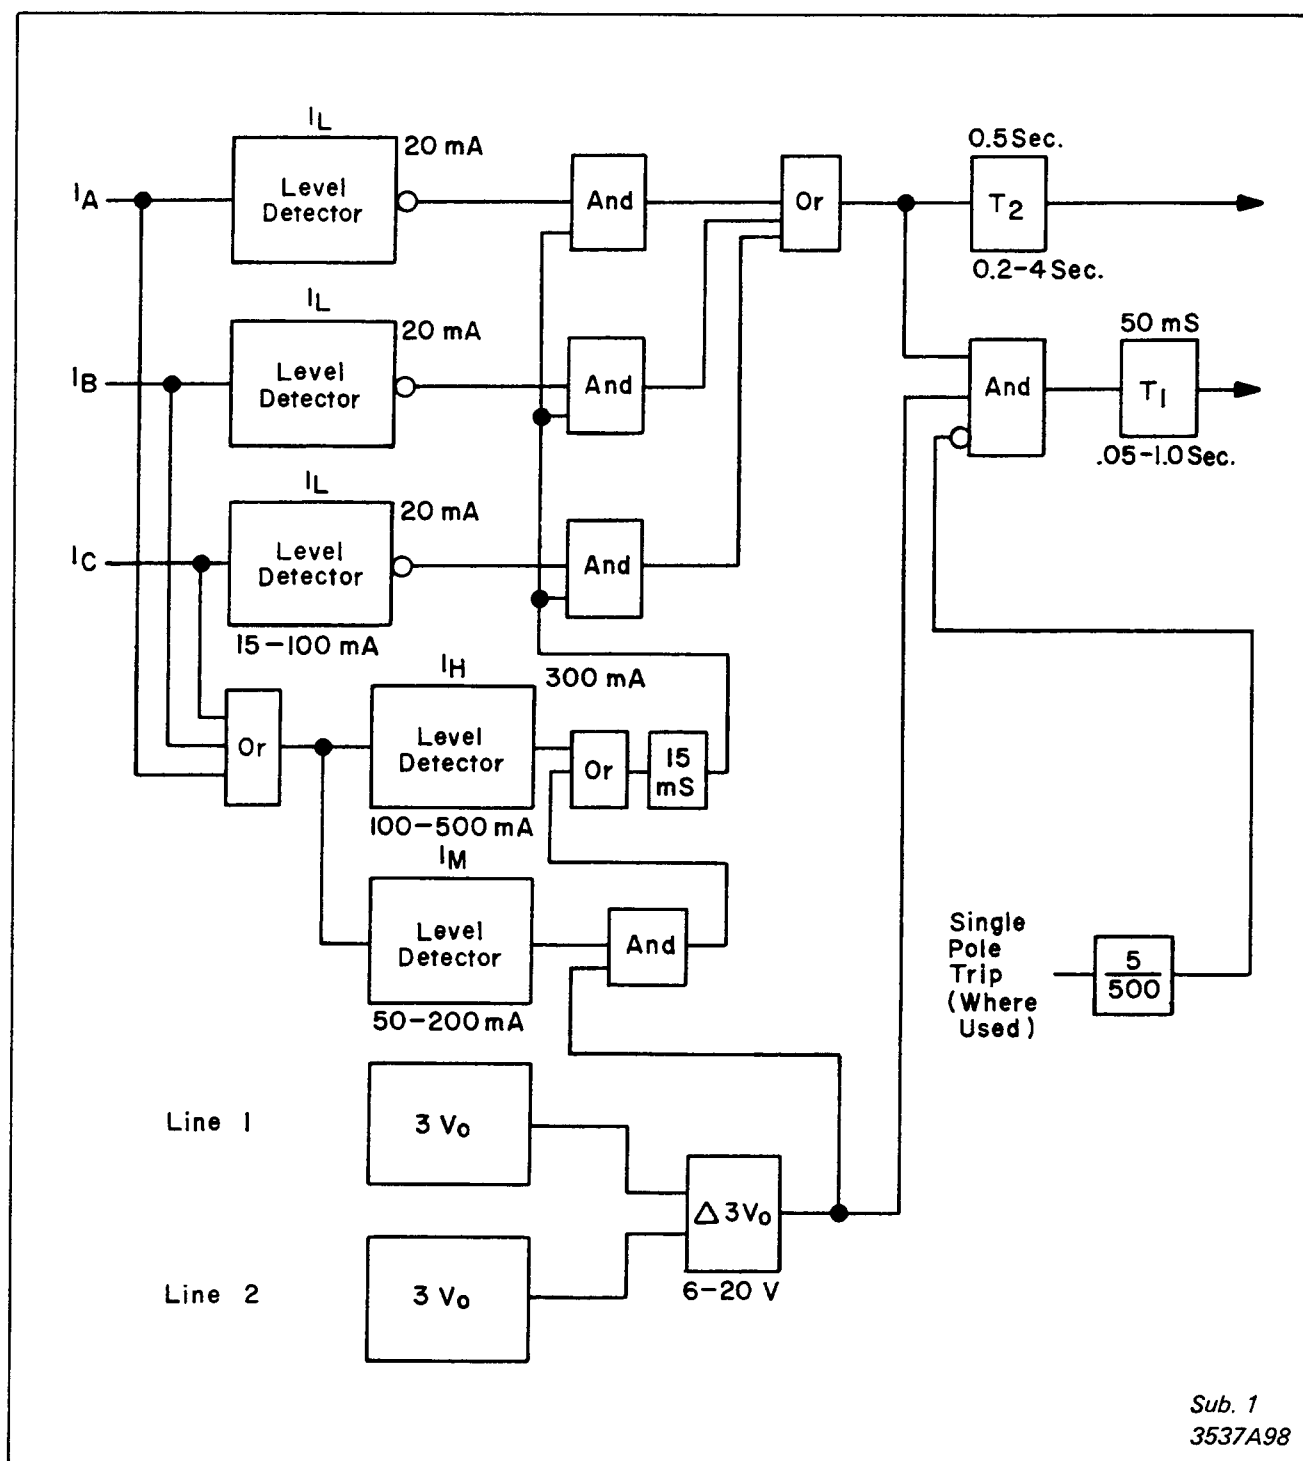 IL
20 mA
IA
Level
Detector
And
Or
0.5 Sec.
T2
0.2-4 Sec.
IL
20 mA
IB
Level
Detector
And
50 mS
And
T1
.05-1.0 Sec.
IL
20 mA
IC
Level
Detector
And
15-100 mA
IH
300 mA
Or
Level
Detector
Or
15
mS
100-500 mA
IM
Level
Detector
And
50-200 mA
Single
Pole
Trip
(Where
Used)
5
500
Line 1
3 Vo
Δ 3Vo
6-20 V
Line 2
3 Vo
Sub. 1
3537A98